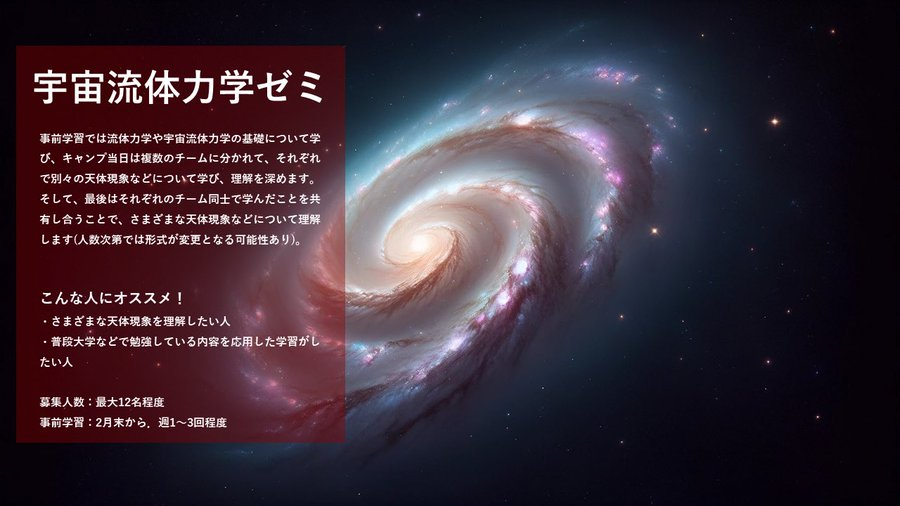 宇宙流体力学ゼミ
事前学習では流体力学や宇宙流体力学の基礎について学
び、キャンプ当日は複数のチームに分かれて、それぞれ
で別々の天体現象などについて学び、理解を深めます。
そして、最後はそれぞれのチーム同士で学んだことを共
有し合うことで、さまざまな天体現象などについて理解
します(人数次第では形式が変更となる可能性あり)。
こんな人にオススメ！
・さまざまな天体現象を理解したい人
・普段大学などで勉強している内容を応用した学習がし
たい人
募集人数：最大12名程度
事前学習：2月末から，週1〜3回程度